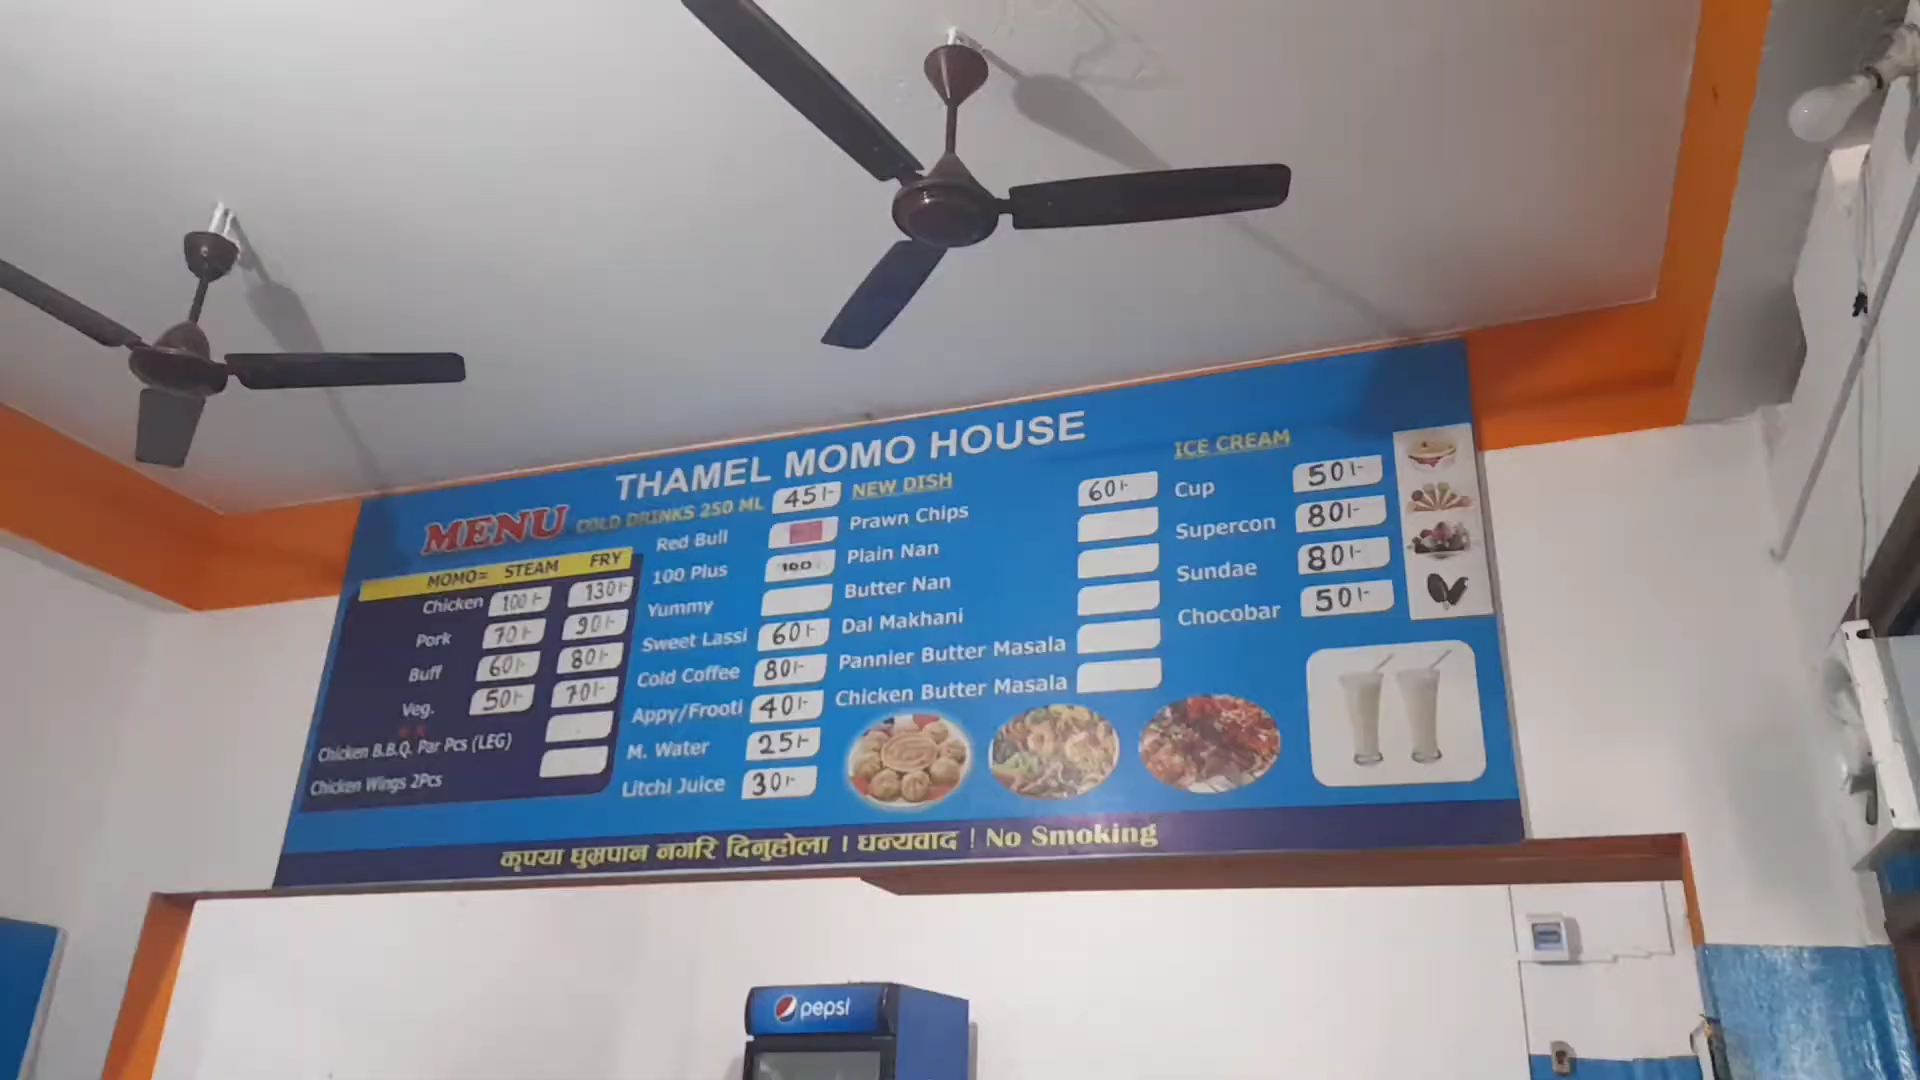 THAMEL MOMO HOUSE
MENU
MOMO= STEAM FRY
Chicken 100/- 130/-
Pork 70/- 90/-
Buff 60/- 80/-
Veg. 50/- 70/-
Chicken B.B.Q. Par Pcs (LEG)
Chicken Wings 2Pcs
COLD DRINKS 250 ML 45/-
Red Bull
100 Plus 100/-
Yummy
Sweet Lassi 60/-
Cold Coffee 80/-
Appy/Frooti 40/-
M. Water 25/-
Litchi Juice 30/-
NEW DISH
Prawn Chips 60/-
Plain Nan
Butter Nan
Dal Makhani
Pannier Butter Masala
Chicken Butter Masala
ICE CREAM
Cup 50/-
Supercon 80/-
Sundae 80/-
Chocobar 50/-
कृपया धुम्रपान नगरि दिनुहोला । धन्यवाद ! No Smoking
pepsi